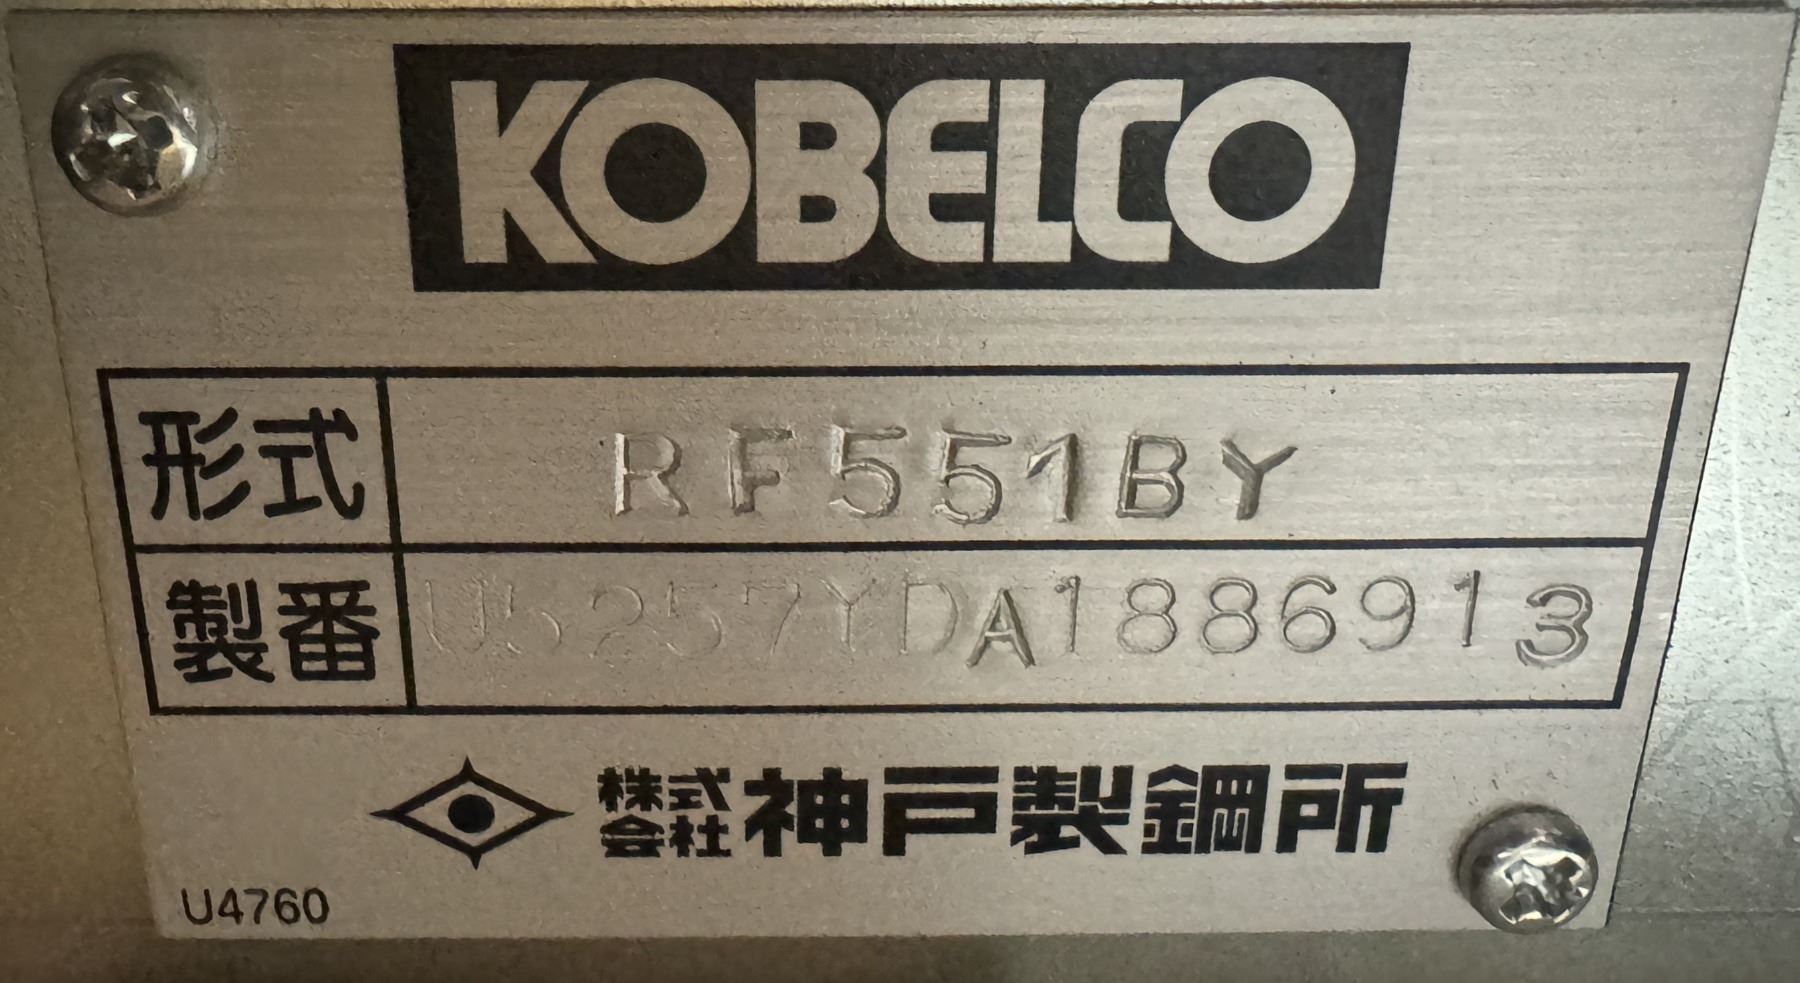 KOBELCO
形式 RF551BY
製番 U5257YDA1886913
株式会社 神戸製鋼所
U4760